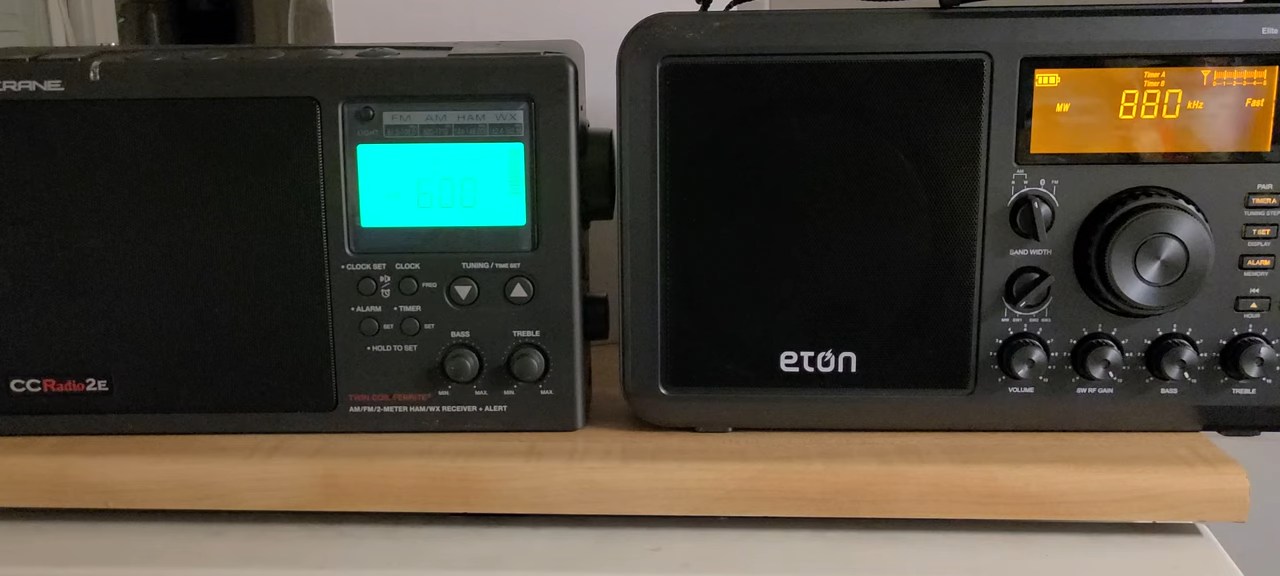 CRANE
FM AM HAM WX
LIGHT
600
• CLOCK SET CLOCK TUNING / TIME SET
FREQ
• ALARM • TIMER
SET SET
• HOLD TO SET
BASS TREBLE
MIN. MAX. MIN. MAX.
CCRadio2E
TWIN COIL FERRITE®
AM/FM/2-METER HAM/WX RECEIVER + ALERT
Elite
Timer A
Timer B
MW 880 kHz Fast
PAIR
TIMER A
TUNING STEP
T SET
DISPLAY
BAND WIDTH
ALARM
MEMORY
HOUR
etón
VOLUME SW RF GAIN BASS TREBLE